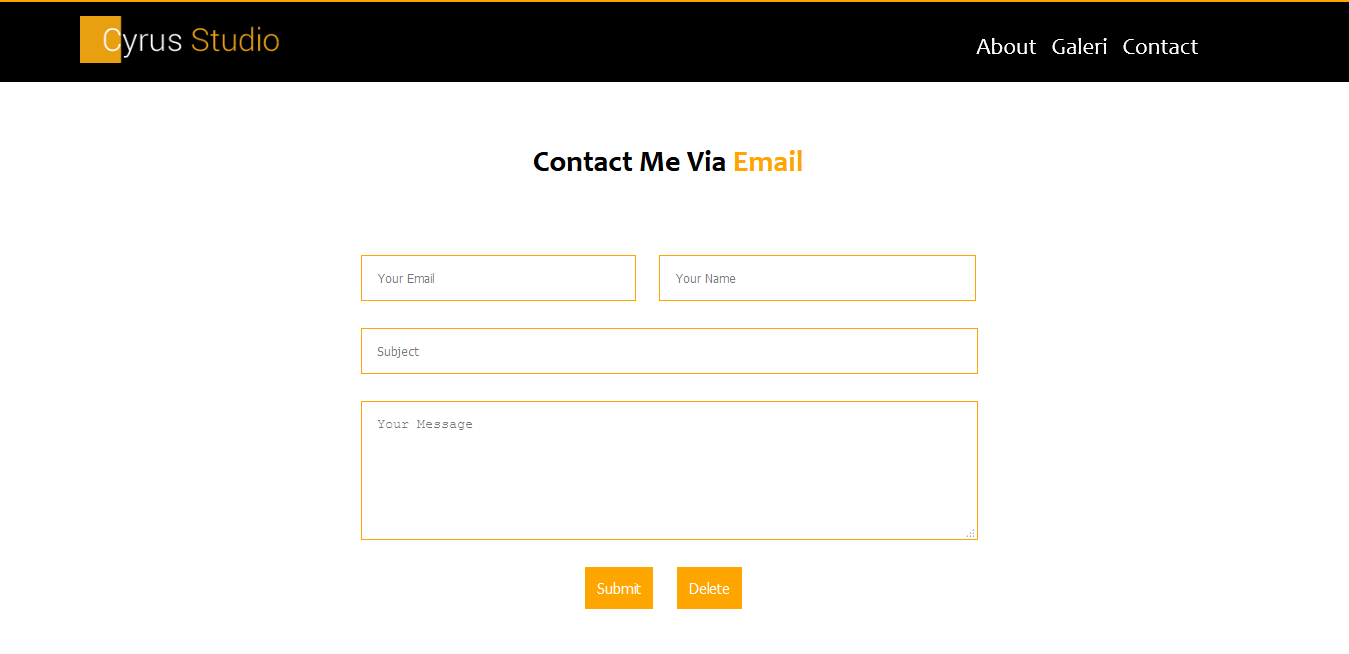 Cyrus Studio
About Galeri Contact
Contact Me Via Email
Your Email Your Name
Subject
Your Message
Submit Delete